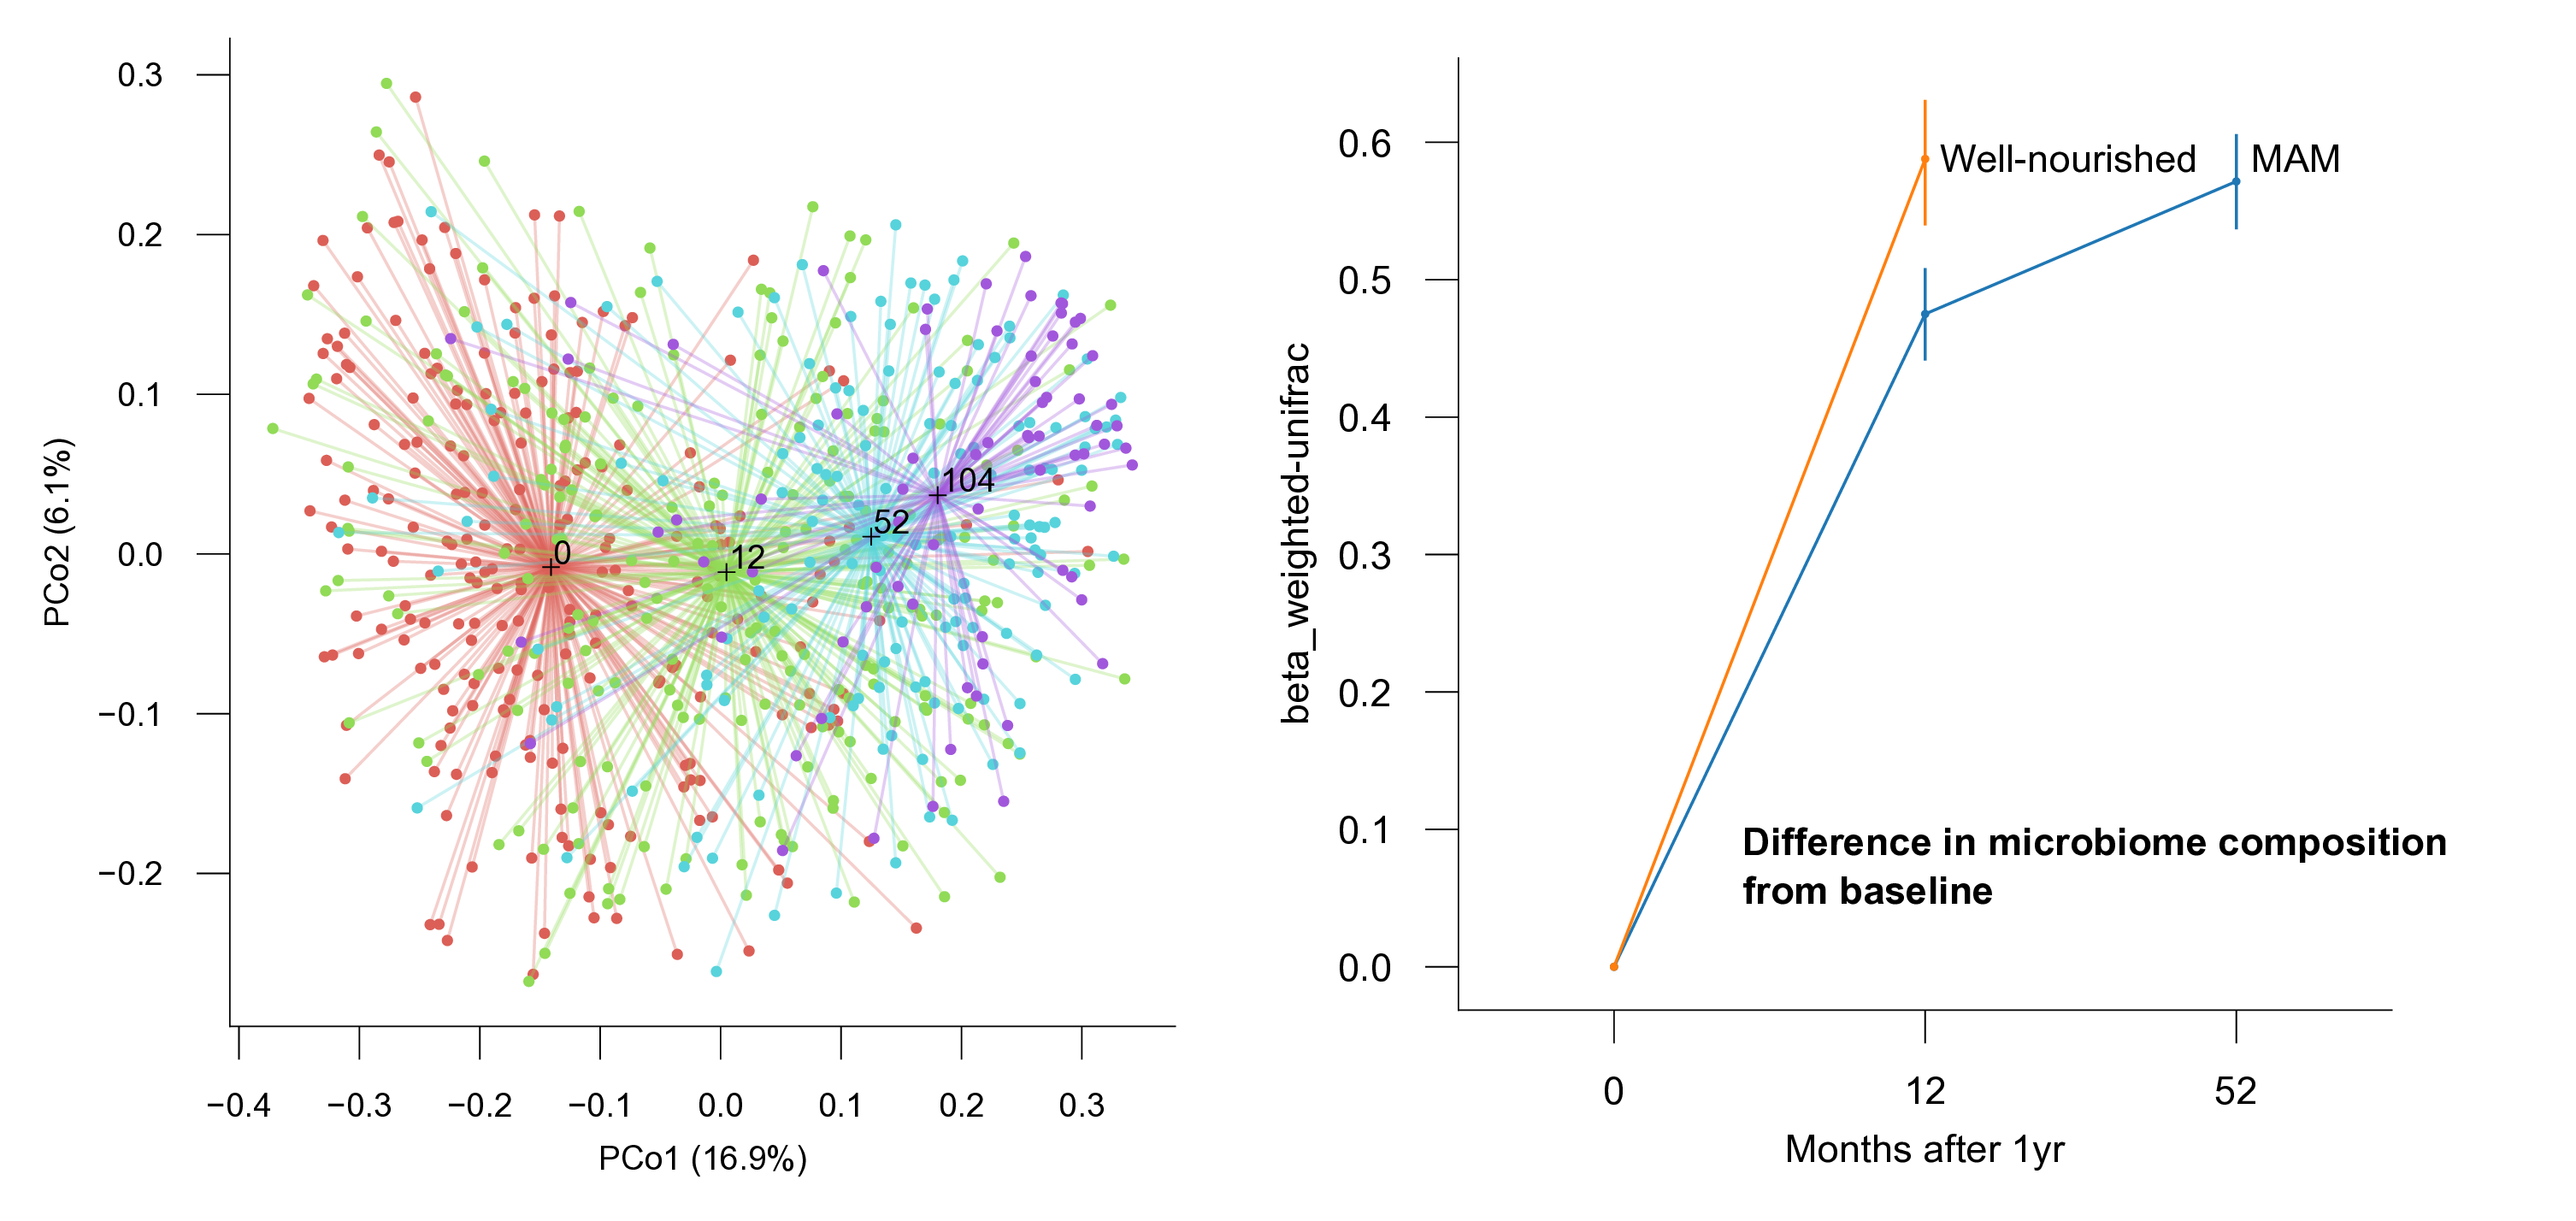 0.3
0.2
0.1
0.0
−0.1
−0.2
PCo2 (6.1%)
0
12
52
104
−0.4 −0.3 −0.2 −0.1 0.0 0.1 0.2 0.3
PCo1 (16.9%)
0.6
0.5
0.4
0.3
0.2
0.1
0.0
beta_weighted-unifrac
Well-nourished
MAM
Difference in microbiome composition
from baseline
0 12 52
Months after 1yr